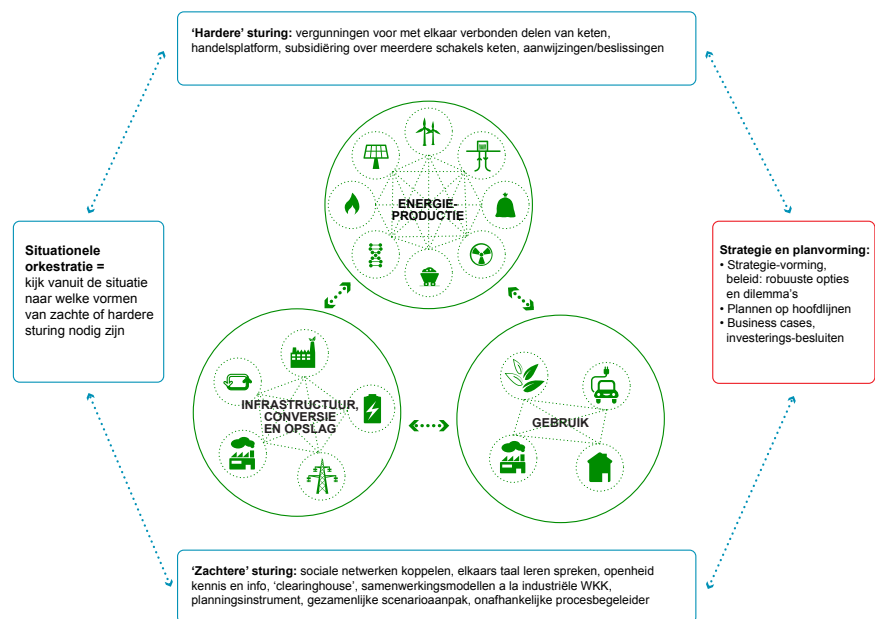 ‘Hardere’ sturing: vergunningen voor met elkaar verbonden delen van keten,
handelsplatform, subsidiëring over meerdere schakels keten, aanwijzingen/beslissingen
ENERGIE-
PRODUCTIE
Situationele
orkestratie =
kijk vanuit de situatie
naar welke vormen
van zachte of hardere
sturing nodig zijn
Strategie en planvorming:
• Strategie-vorming,
beleid: robuuste opties
en dilemma’s
• Plannen op hoofdlijnen
• Business cases,
investerings-besluiten
INFRASTRUCTUUR,
CONVERSIE
EN OPSLAG
GEBRUIK
‘Zachtere’ sturing: sociale netwerken koppelen, elkaars taal leren spreken, openheid
kennis en info, ‘clearinghouse’, samenwerkingsmodellen a la industriële WKK,
planningsinstrument, gezamenlijke scenarioaanpak, onafhankelijke procesbegeleider